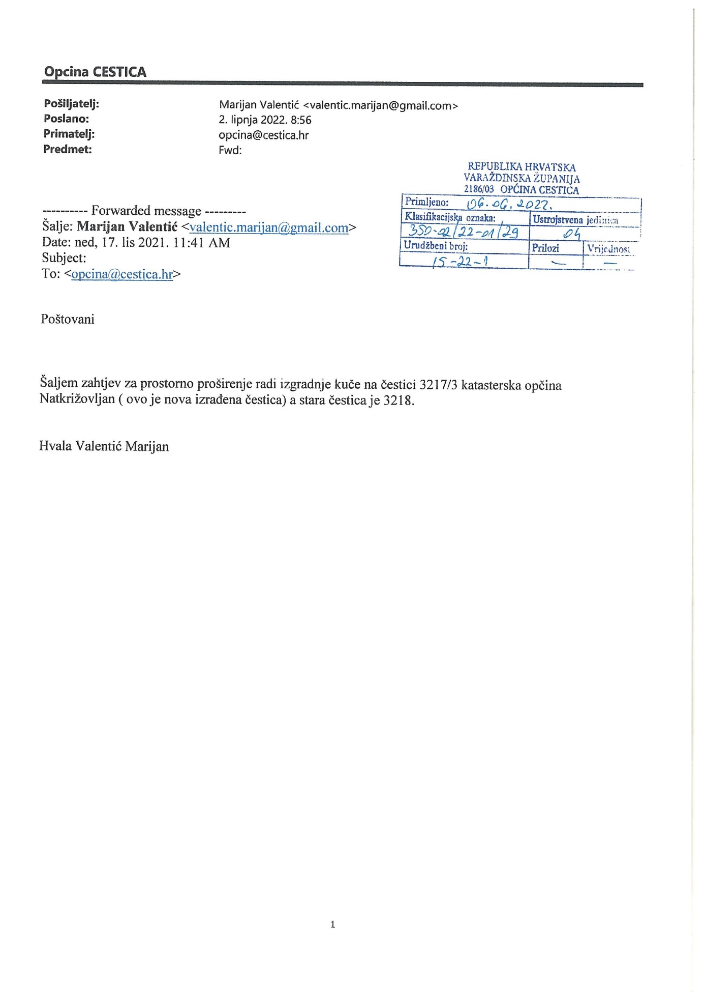 Opcina CESTICA
Pošiljatelj: Marijan Valentić <valentic.marijan@gmail.com>
Poslano: 2. lipnja 2022. 8:56
Primatelj: opcina@cestica.hr
Predmet: Fwd:
REPUBLIKA HRVATSKA
VARAŽDINSKA ŽUPANIJA
2186/03 OPĆINA CESTICA
Primljeno: 06.06.2022.
Klasifikacijska oznaka: Ustrojstvena jedinica
350-02/22-01/29 04
Urudžbeni broj: Prilozi Vrijednost
15-22-1 — —
---------- Forwarded message ---------
Šalje: Marijan Valentić <valentic.marijan@gmail.com>
Date: ned, 17. lis 2021. 11:41 AM
Subject:
To: <opcina@cestica.hr>
Poštovani
Šaljem zahtjev za prostorno proširenje radi izgradnje kuće na čestici 3217/3 katasterska općina
Natkrižovljan ( ovo je nova izrađena čestica) a stara čestica je 3218.
Hvala Valentić Marijan
1